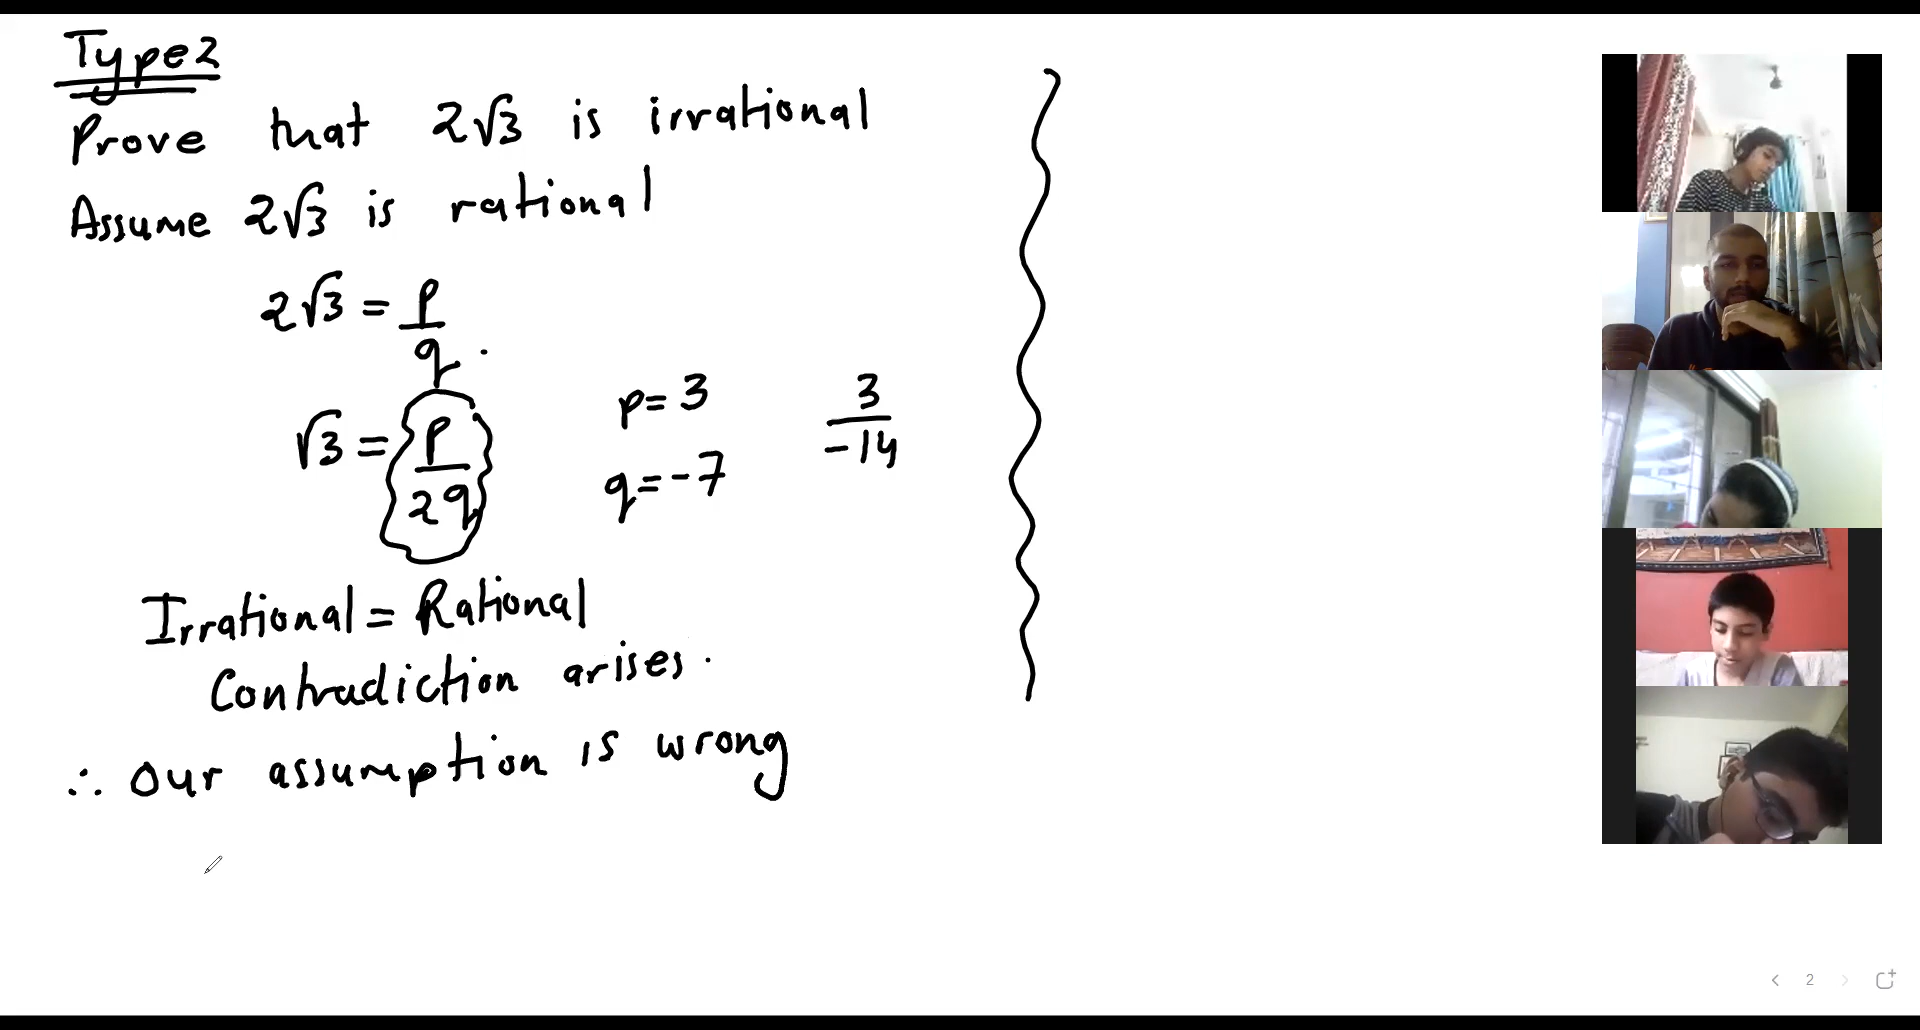 Type 2
Prove that 2√3 is irrational
Assume 2√3 is rational
2√3 = p/q.
√3 = p/2q
p = 3
q = -7
3/-14
Irrational = Rational
Contradiction arises.
∴ Our assumption is wrong
2